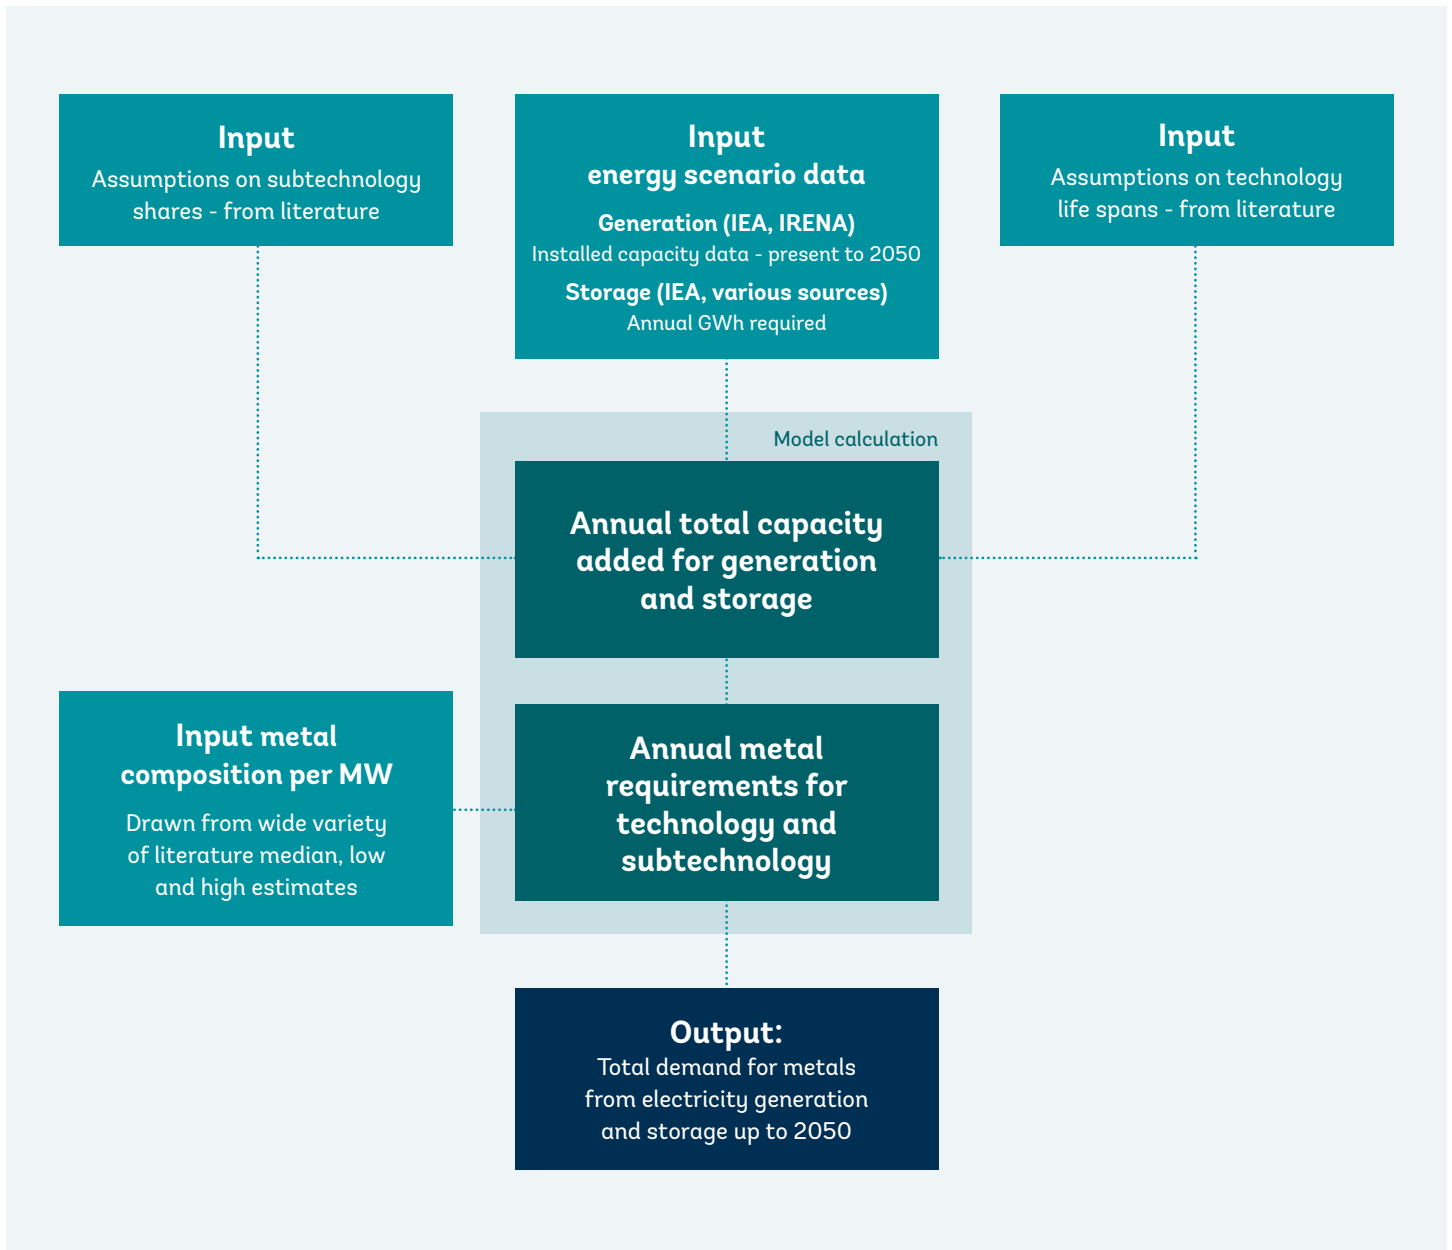 Input
Assumptions on subtechnology
shares - from literature
Input
energy scenario data
Generation (IEA, IRENA)
Installed capacity data - present to 2050
Storage (IEA, various sources)
Annual GWh required
Input
Assumptions on technology
life spans - from literature
Model calculation
Annual total capacity
added for generation
and storage
Input metal
composition per MW
Drawn from wide variety
of literature median, low
and high estimates
Annual metal
requirements for
technology and
subtechnology
Output:
Total demand for metals
from electricity generation
and storage up to 2050